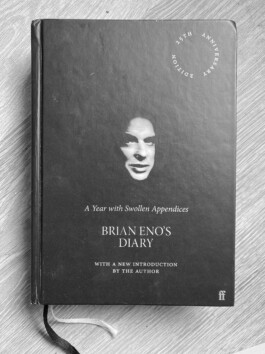 25TH ANNIVERSARY EDITION
A Year with Swollen Appendices
BRIAN ENO'S
DIARY
WITH A NEW INTRODUCTION
BY THE AUTHOR
ff